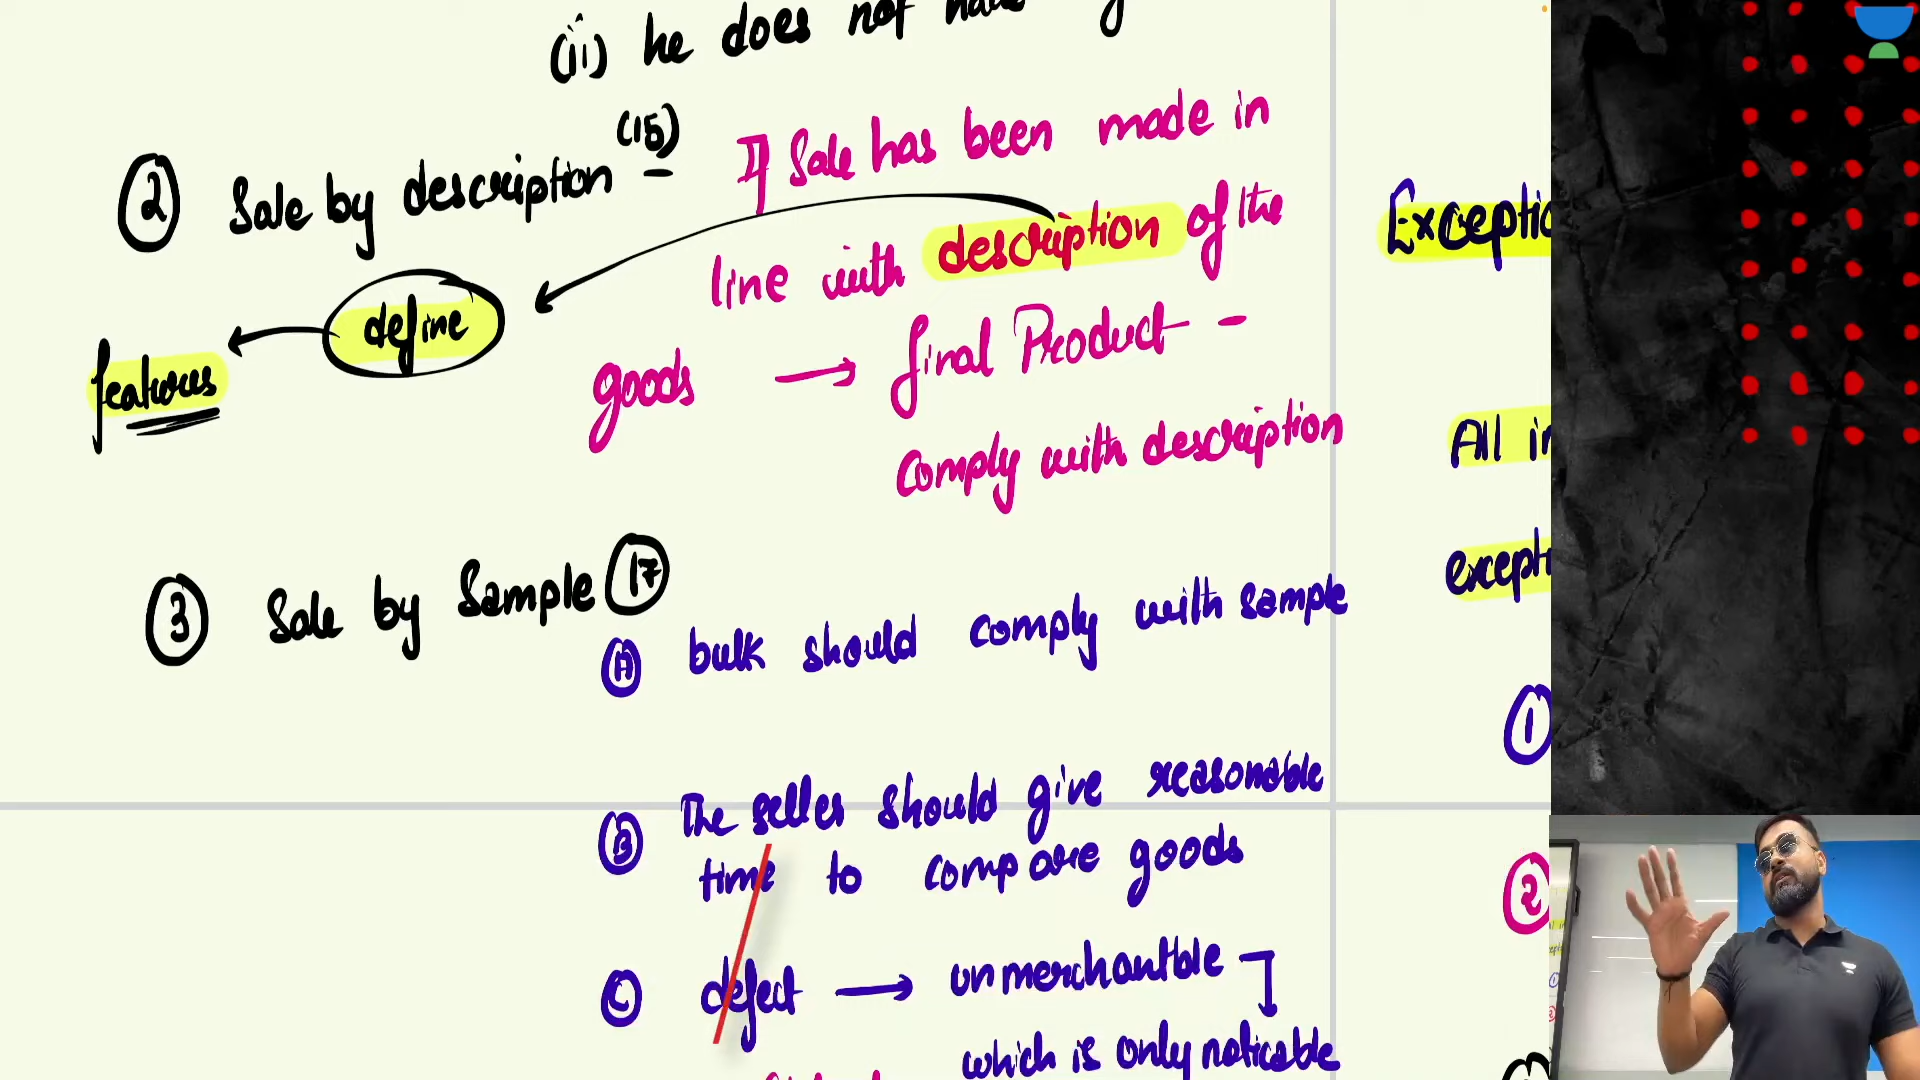 (ii) he does not
(15)
② Sale by description – If Sale has been made in
line with description of the
define
features
goods → final Product –
comply with description
③ Sale by Sample ⑰
Ⓐ bulk should comply with sample
Ⓑ The seller should give reasonable
time to compare goods
Ⓒ defect → unmerchantble
which is only noticable
Exceptio
All in
excepti
①
②